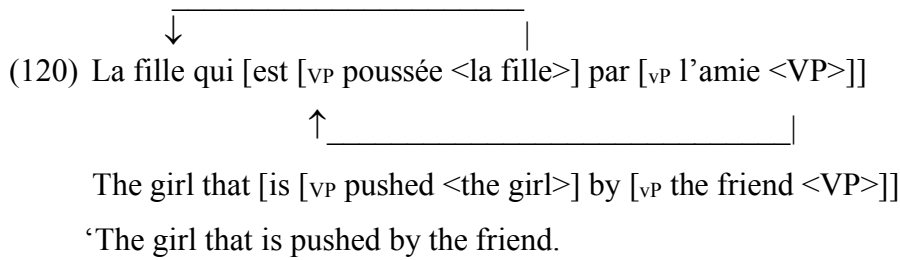 (120) La fille qui [est [VP poussée <la fille>] par [vP l’amie <VP>]]
The girl that [is [VP pushed <the girl>] by [vP the friend <VP>]]
‘The girl that is pushed by the friend.